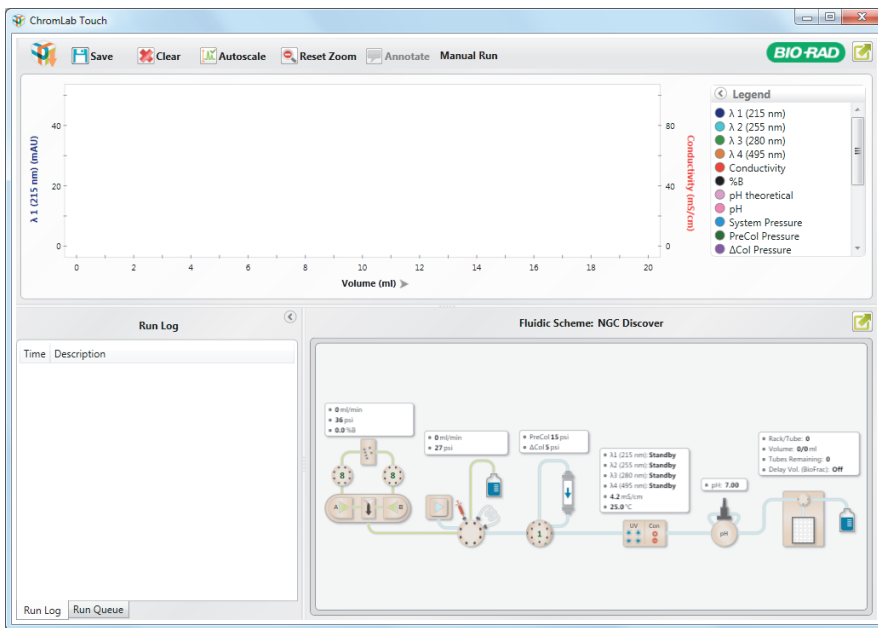 ChromLab Touch
Save Clear Autoscale Reset Zoom Annotate Manual Run
BIO-RAD
λ 1 (215 nm) (mAU)
40
20
0
80
40
0
Conductivity (mS/cm)
0 2 4 6 8 10 12 14 16 18 20
Volume (ml)
Legend
λ 1 (215 nm)
λ 2 (255 nm)
λ 3 (280 nm)
λ 4 (495 nm)
Conductivity
%B
pH theoretical
pH
System Pressure
PreCol Pressure
ΔCol Pressure
Run Log
Time Description
Run Log Run Queue
Fluidic Scheme: NGC Discover
0 ml/min
36 psi
0.0 %B
8 8
A B
0 ml/min
27 psi
PreCol 15 psi
ΔCol 5 psi
1
λ1 (215 nm): Standby
λ2 (255 nm): Standby
λ3 (280 nm): Standby
λ4 (495 nm): Standby
4.2 mS/cm
25.0 °C
UV Con
pH: 7.00
pH
Rack/Tube: 0
Volume: 0/0 ml
Tubes Remaining: 0
Delay Vol. (BioFrac): Off